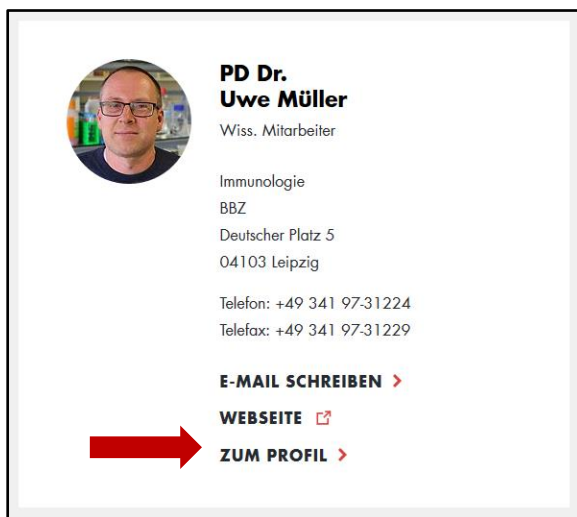 PD Dr.
Uwe Müller
Wiss. Mitarbeiter
Immunologie
BBZ
Deutscher Platz 5
04103 Leipzig
Telefon: +49 341 97-31224
Telefax: +49 341 97-31229
E-MAIL SCHREIBEN
WEBSEITE
ZUM PROFIL